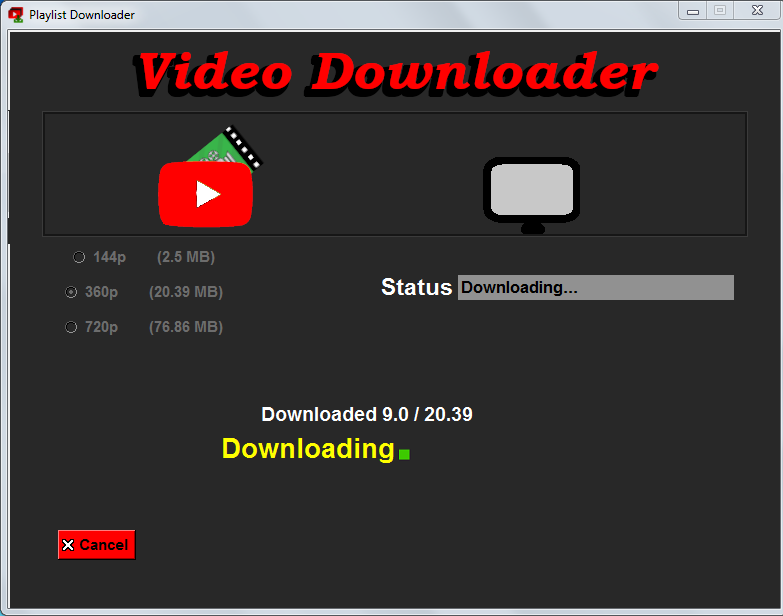 Playlist Downloader
Video Downloader
144p (2.5 MB)
360p (20.39 MB)
720p (76.86 MB)
Status Downloading...
Downloaded 9.0 / 20.39
Downloading
Cancel